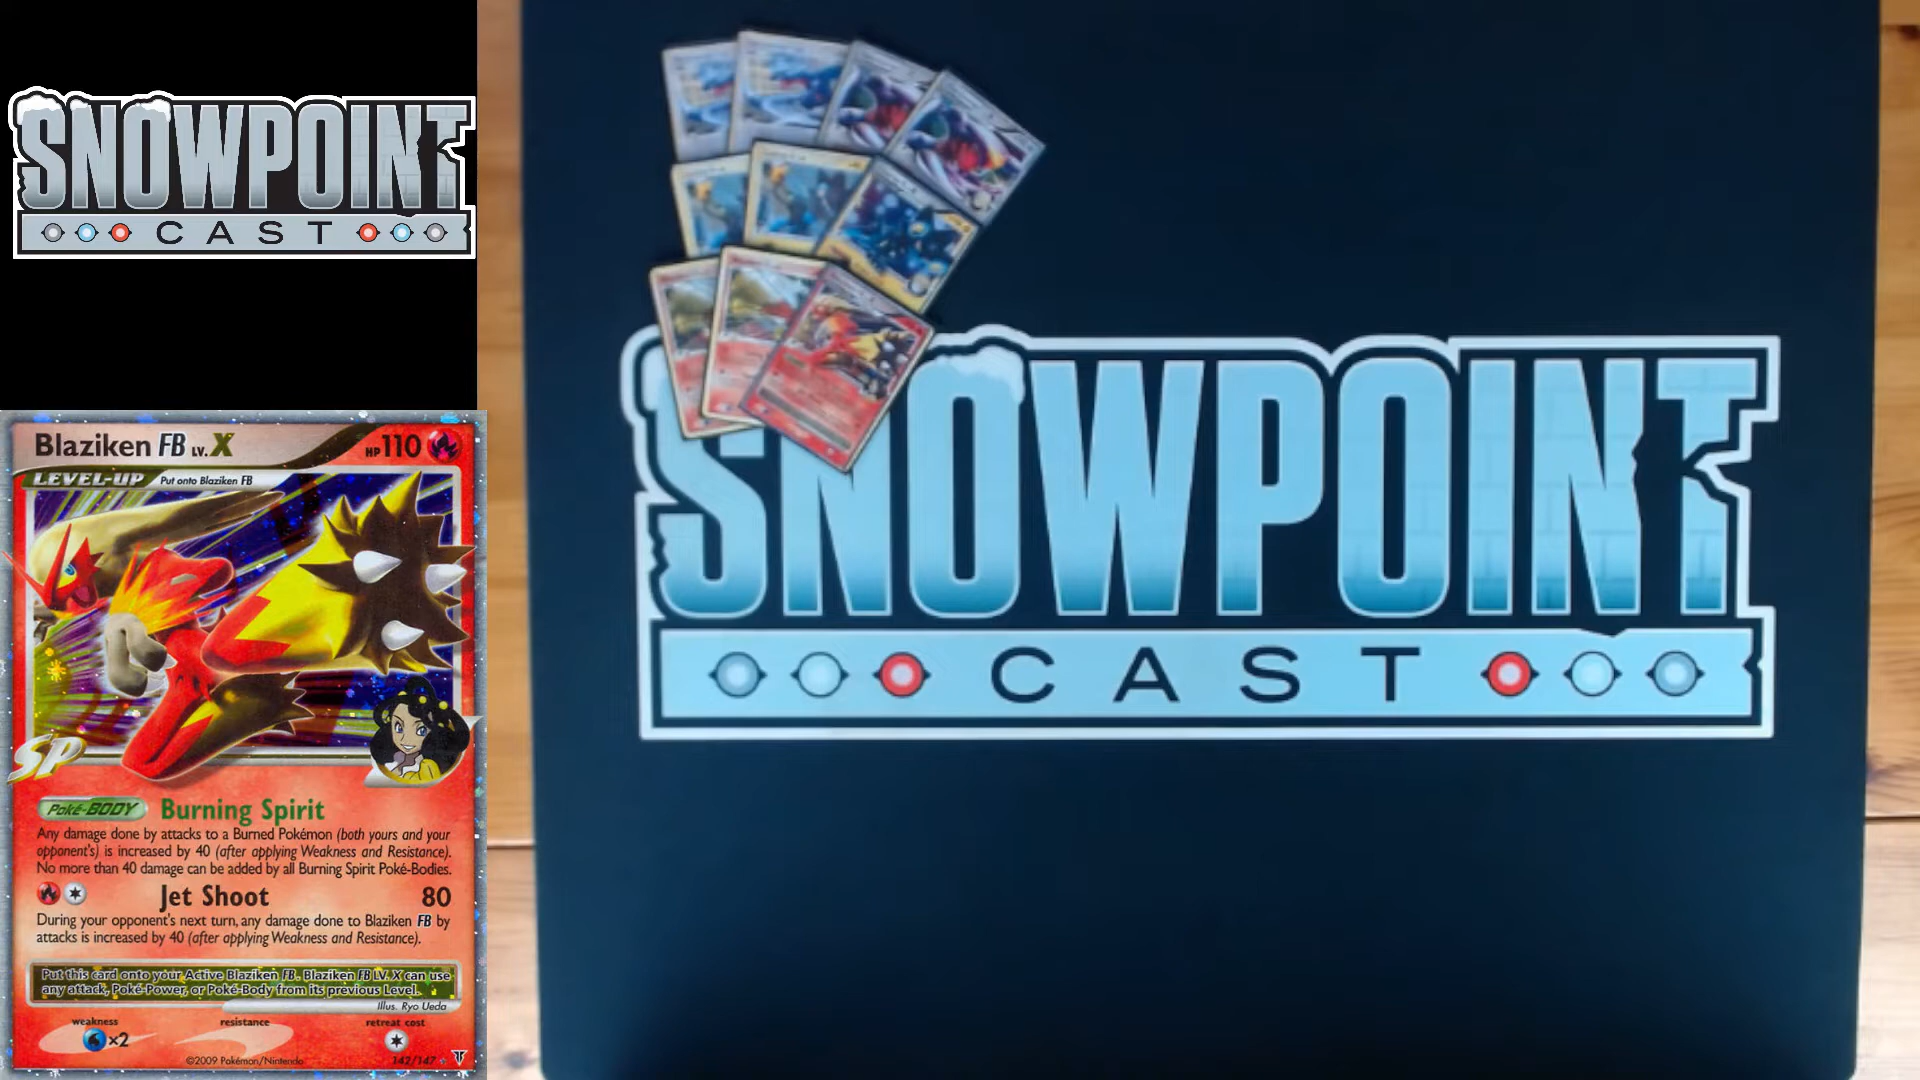 SNOWPOINT
CAST
Blaziken FB LV.X HP110
LEVEL-UP Put onto Blaziken FB
SP
Poké-BODY Burning Spirit
Any damage done by attacks to a Burned Pokémon (both yours and your
opponent's) is increased by 40 (after applying Weakness and Resistance).
No more than 40 damage can be added by all Burning Spirit Poké-Bodies.
Jet Shoot 80
During your opponent's next turn, any damage done to Blaziken FB by
attacks is increased by 40 (after applying Weakness and Resistance).
Put this card onto your Active Blaziken FB. Blaziken FB LV. X can use
any attack, Poké-Power, or Poké-Body from its previous Level.
Illus. Ryo Ueda
weakness resistance retreat cost
×2
©2009 Pokémon/Nintendo 142/147
SNOWPOINT
CAST